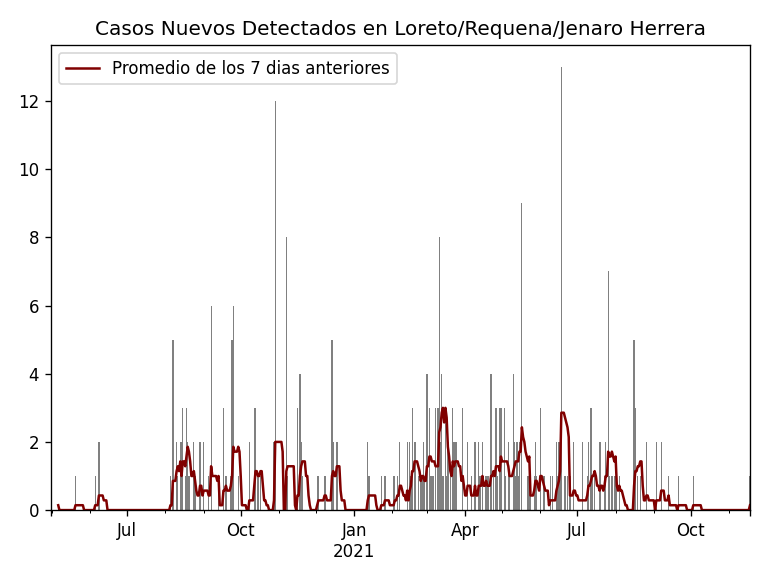 Casos Nuevos Detectados en Loreto/Requena/Jenaro Herrera
Promedio de los 7 dias anteriores
12
10
8
6
4
2
0
Jul Oct Jan Apr Jul Oct
2021